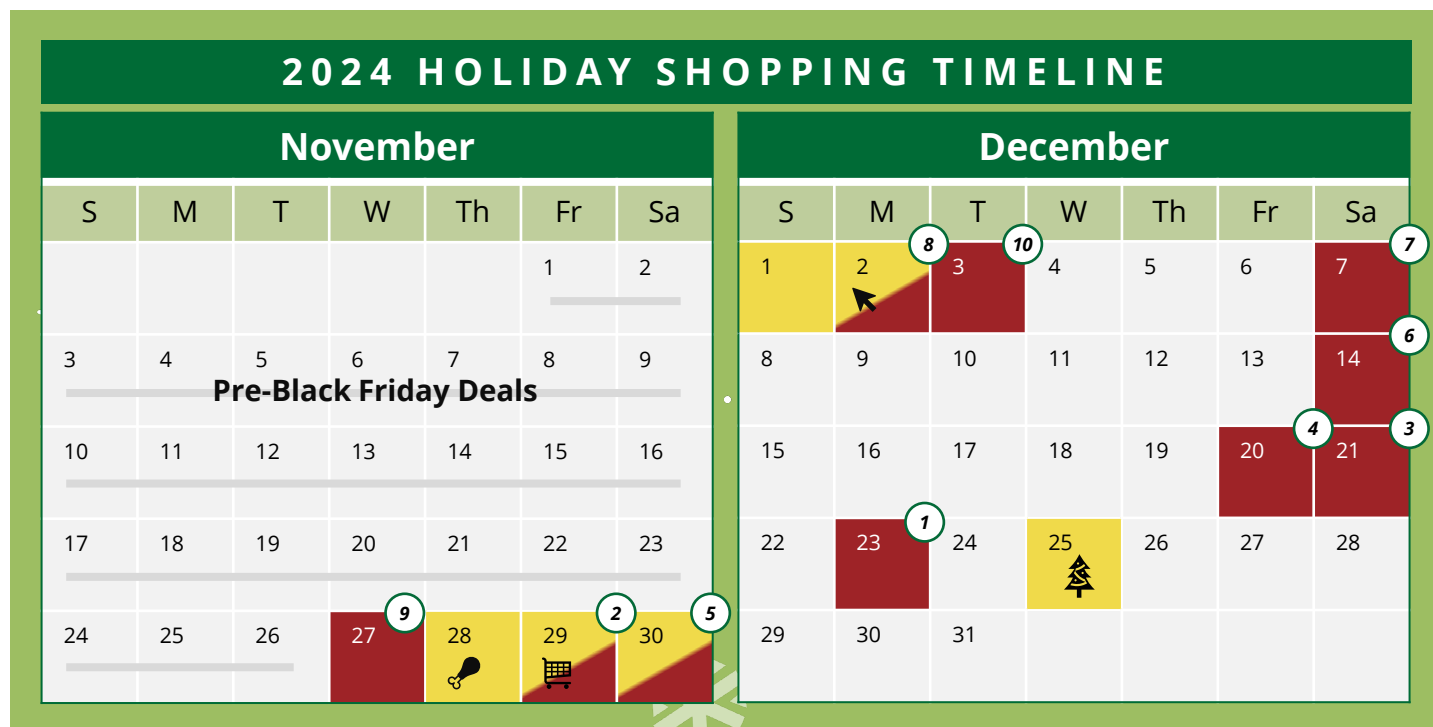 2024 HOLIDAY SHOPPING TIMELINE
November
S M T W Th Fr Sa
1 2
3 4 5 6 7 8 9
Pre-Black Friday Deals
10 11 12 13 14 15 16
17 18 19 20 21 22 23
9 2 5
24 25 26 27 28 29 30
December
S M T W Th Fr Sa
8 10 7
1 2 3 4 5 6 7
6
8 9 10 11 12 13 14
4 3
15 16 17 18 19 20 21
1
22 23 24 25 26 27 28
29 30 31